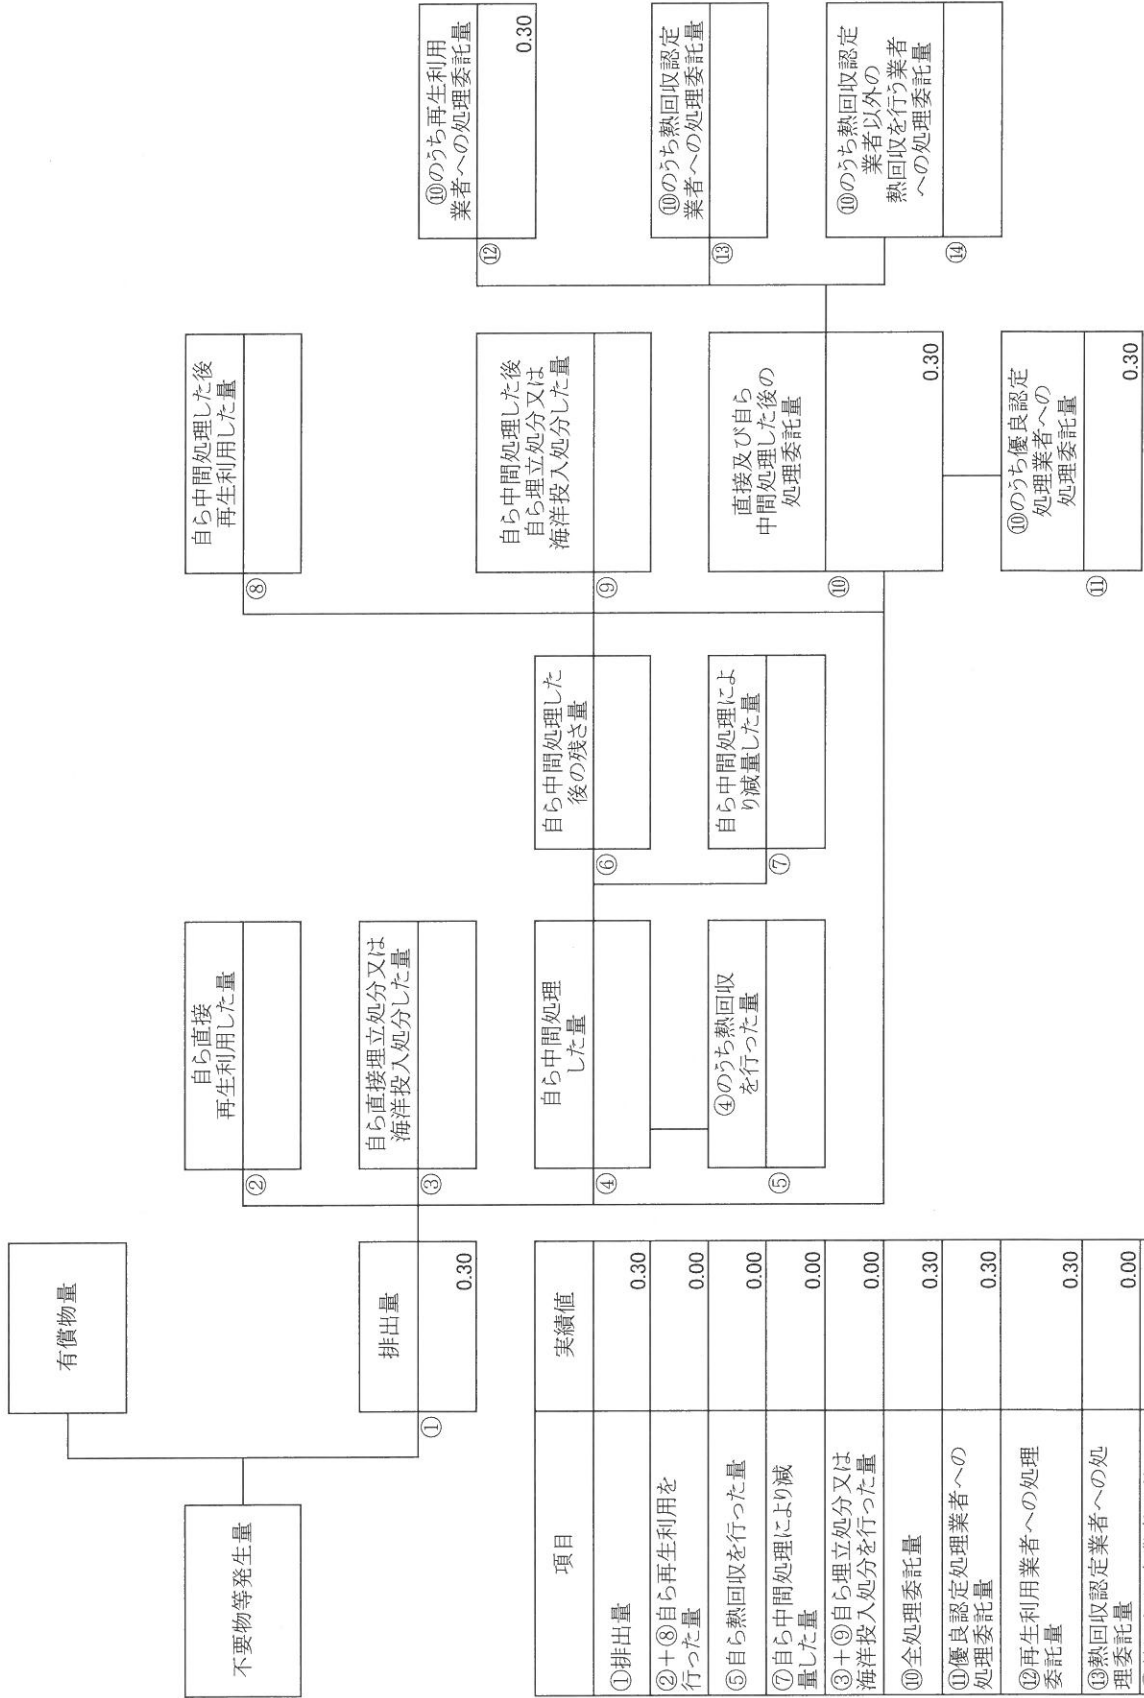 不要物等発生量
有償物量
排出量
①
0.30
自ら直接
再生利用した量
②
自ら直接埋立処分又は
海洋投入処分した量
③
自ら中間処理
した量
④
④のうち熱回収
を行った量
⑤
自ら中間処理した
後の残さ量
⑥
自ら中間処理によ
り減量した量
⑦
自ら中間処理した後
再生利用した量
⑧
自ら中間処理した後
自ら埋立処分又は
海洋投入処分した量
⑨
直接及び自ら
中間処理した後の
処理委託量
⑩
0.30
⑩のうち優良認定
処理業者への
処理委託量
⑪
0.30
⑩のうち再生利用
業者への処理委託量
⑫
0.30
⑩のうち熱回収認定
業者への処理委託量
⑬
⑩のうち熱回収認定
業者以外の
熱回収を行う業者
への処理委託量
⑭
項目 実績値
①排出量 0.30
②+⑧自ら再生利用を
行った量 0.00
⑤自ら熱回収を行った量 0.00
⑦自ら中間処理により減
量した量 0.00
③+⑨自ら埋立処分又は
海洋投入処分を行った量 0.00
⑩全処理委託量 0.30
⑪優良認定処理業者への
処理委託量 0.30
⑫再生利用業者への処理
委託量 0.30
⑬熱回収認定業者への処
理委託量 0.00